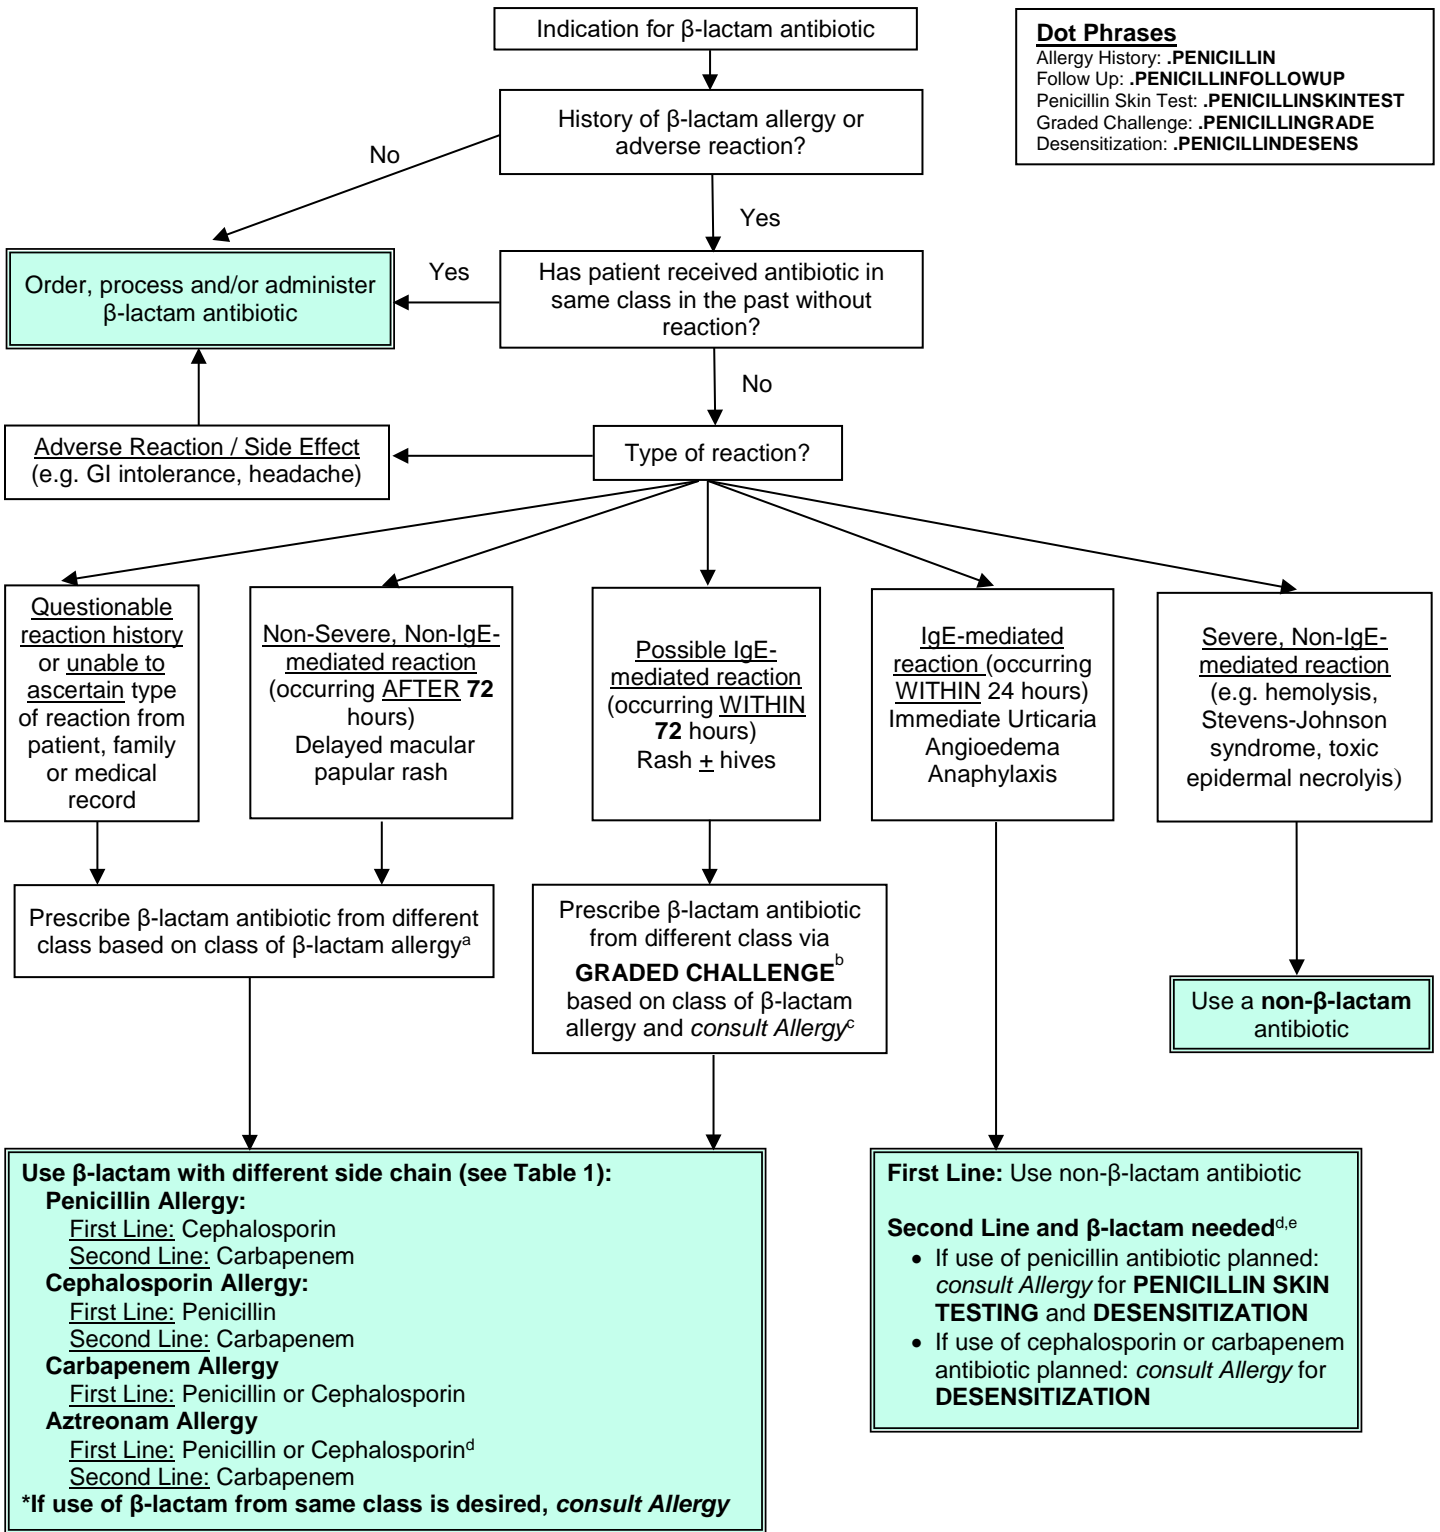 Indication for β-lactam antibiotic
Dot Phrases
Allergy History: .PENICILLIN
Follow Up: .PENICILLINFOLLOWUP
Penicillin Skin Test: .PENICILLINSKINTEST
Graded Challenge: .PENICILLINGRADE
Desensitization: .PENICILLINDESENS
History of β-lactam allergy or
adverse reaction?
No
Yes
Order, process and/or administer
β-lactam antibiotic
Yes
Has patient received antibiotic in
same class in the past without
reaction?
No
Adverse Reaction / Side Effect
(e.g. GI intolerance, headache)
Type of reaction?
Questionable
reaction history
or unable to
ascertain type
of reaction from
patient, family
or medical
record
Non-Severe, Non-IgE-
mediated reaction
(occurring AFTER 72
hours)
Delayed macular
papular rash
Possible IgE-
mediated reaction
(occurring WITHIN
72 hours)
Rash + hives
IgE-mediated
reaction (occurring
WITHIN 24 hours)
Immediate Urticaria
Angioedema
Anaphylaxis
Severe, Non-IgE-
mediated reaction
(e.g. hemolysis,
Stevens-Johnson
syndrome, toxic
epidermal necrolyis)
Prescribe β-lactam antibiotic from different
class based on class of β-lactam allergyᵃ
Prescribe β-lactam antibiotic
from different class via
GRADED CHALLENGEᵇ
based on class of β-lactam
allergy and consult Allergyᶜ
Use a non-β-lactam
antibiotic
Use β-lactam with different side chain (see Table 1):
Penicillin Allergy:
First Line: Cephalosporin
Second Line: Carbapenem
Cephalosporin Allergy:
First Line: Penicillin
Second Line: Carbapenem
Carbapenem Allergy
First Line: Penicillin or Cephalosporin
Aztreonam Allergy
First Line: Penicillin or Cephalosporinᵈ
Second Line: Carbapenem
*If use of β-lactam from same class is desired, consult Allergy
First Line: Use non-β-lactam antibiotic
Second Line and β-lactam neededᵈ,ᵉ
• If use of penicillin antibiotic planned:
consult Allergy for PENICILLIN SKIN
TESTING and DESENSITIZATION
• If use of cephalosporin or carbapenem
antibiotic planned: consult Allergy for
DESENSITIZATION